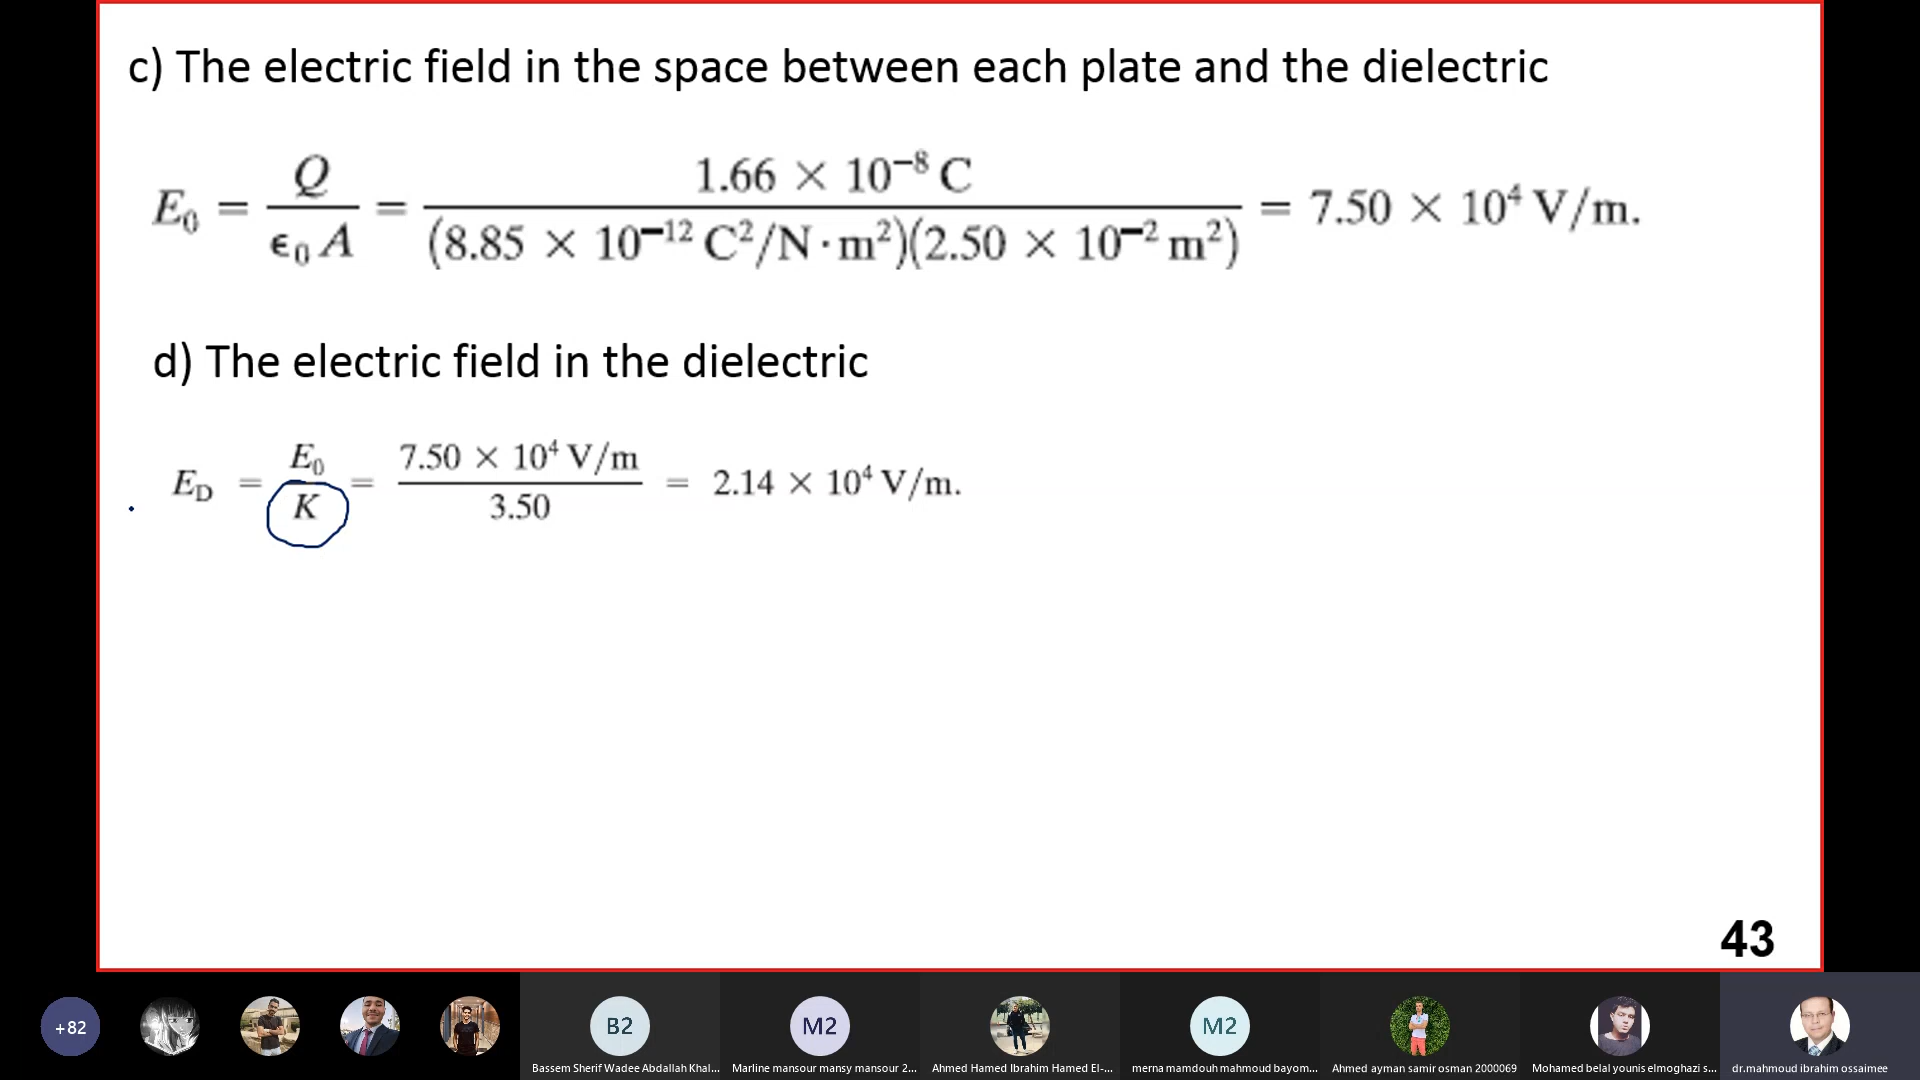 c) The electric field in the space between each plate and the dielectric
E₀ = Q / ϵ₀ A = 1.66 × 10⁻⁸ C / (8.85 × 10⁻¹² C²/N·m²)(2.50 × 10⁻² m²) = 7.50 × 10⁴ V/m.
d) The electric field in the dielectric
E_D = E₀ / K = 7.50 × 10⁴ V/m / 3.50 = 2.14 × 10⁴ V/m.
43
+82
B2
M2
M2
Bassem Sherif Wadee Abdallah Khal...
Marline mansour mansy mansour 2...
Ahmed Hamed Ibrahim Hamed El-...
merna mamdouh mahmoud bayom...
Ahmed ayman samir osman 2000069
Mohamed belal younis elmoghazi s...
dr.mahmoud ibrahim ossaimee